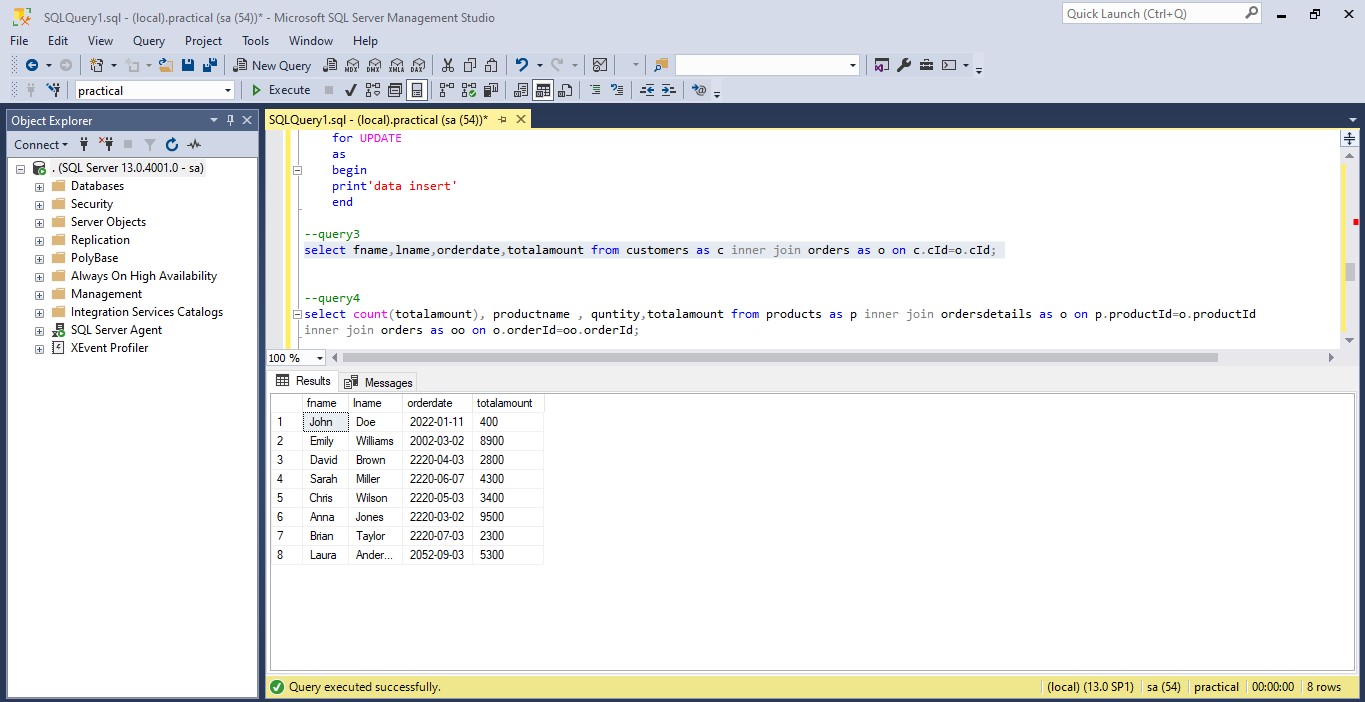 SQLQuery1.sql - (local).practical (sa (54))* - Microsoft SQL Server Management Studio
Quick Launch (Ctrl+Q)
File Edit View Query Project Tools Window Help
New Query MDX DMX XMLA DAX
practical Execute
Object Explorer
Connect
. (SQL Server 13.0.4001.0 - sa)
Databases
Security
Server Objects
Replication
PolyBase
Always On High Availability
Management
Integration Services Catalogs
SQL Server Agent
XEvent Profiler
SQLQuery1.sql - (local).practical (sa (54))*
for UPDATE
as
begin
print'data insert'
end
--query3
select fname,lname,orderdate,totalamount from customers as c inner join orders as o on c.cId=o.cId;
--query4
select count(totalamount), productname , quntity,totalamount from products as p inner join ordersdetails as o on p.productId=o.productId
inner join orders as oo on o.orderId=oo.orderId;
100 %
Results Messages
fname lname orderdate totalamount
1 John Doe 2022-01-11 400
2 Emily Williams 2002-03-02 8900
3 David Brown 2220-04-03 2800
4 Sarah Miller 2220-06-07 4300
5 Chris Wilson 2220-05-03 3400
6 Anna Jones 2220-03-02 9500
7 Brian Taylor 2220-07-03 2300
8 Laura Ander... 2052-09-03 5300
Query executed successfully. (local) (13.0 SP1) sa (54) practical 00:00:00 8 rows